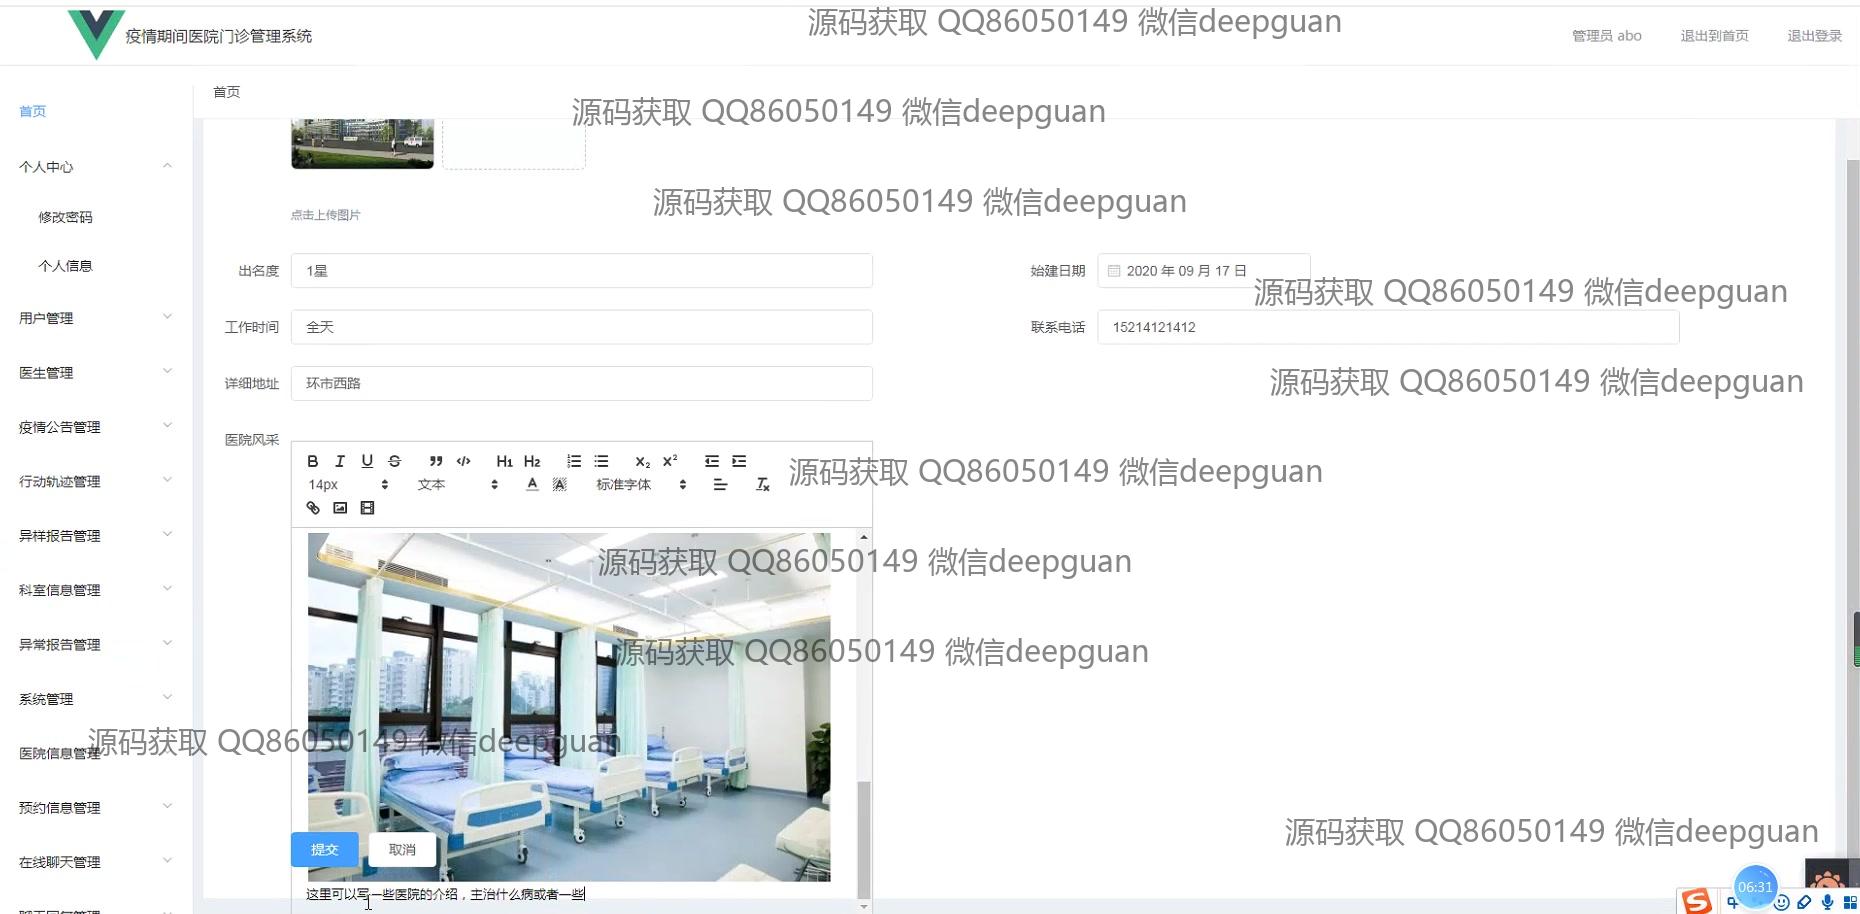 源码获取 QQ86050149 微信deepguan
疫情期间医院门诊管理系统
管理员 abo
退出到首页
退出登录
首页
首页
源码获取 QQ86050149 微信deepguan
个人中心
修改密码
个人信息
用户管理
医生管理
疫情公告管理
行动轨迹管理
异样报告管理
科室信息管理
异常报告管理
系统管理
医院信息管理
预约信息管理
在线聊天管理
源码获取 QQ86050149 微信deepguan
点击上传图片
出名度 1星
始建日期 2020 年 09 月 17 日
源码获取 QQ86050149 微信deepguan
工作时间 全天
联系电话 15214121412
详细地址 环市西路
源码获取 QQ86050149 微信deepguan
医院风采
B I U S H1 H2 X2 X2
源码获取 QQ86050149 微信deepguan
14px 文本 A A 标准字体 Tx
源码获取 QQ86050149 微信deepguan
源码获取 QQ86050149 微信deepguan
源码获取 QQ86050149 微信deepguan
源码获取 QQ86050149 微信deepguan
提交 取消
这里可以写一些医院的介绍，主治什么病或者一些
06:31
S